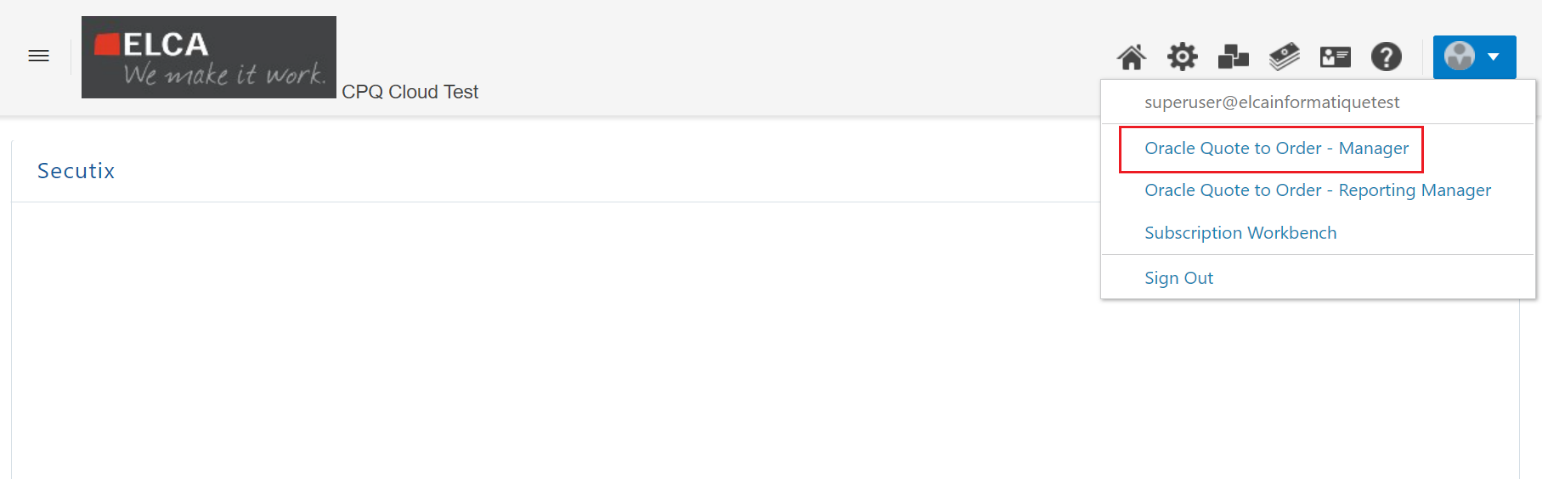 ELCA
We make it work.
CPQ Cloud Test
?
superuser@elcainformatiquetest
Oracle Quote to Order - Manager
Secutix
Oracle Quote to Order - Reporting Manager
Subscription Workbench
Sign Out